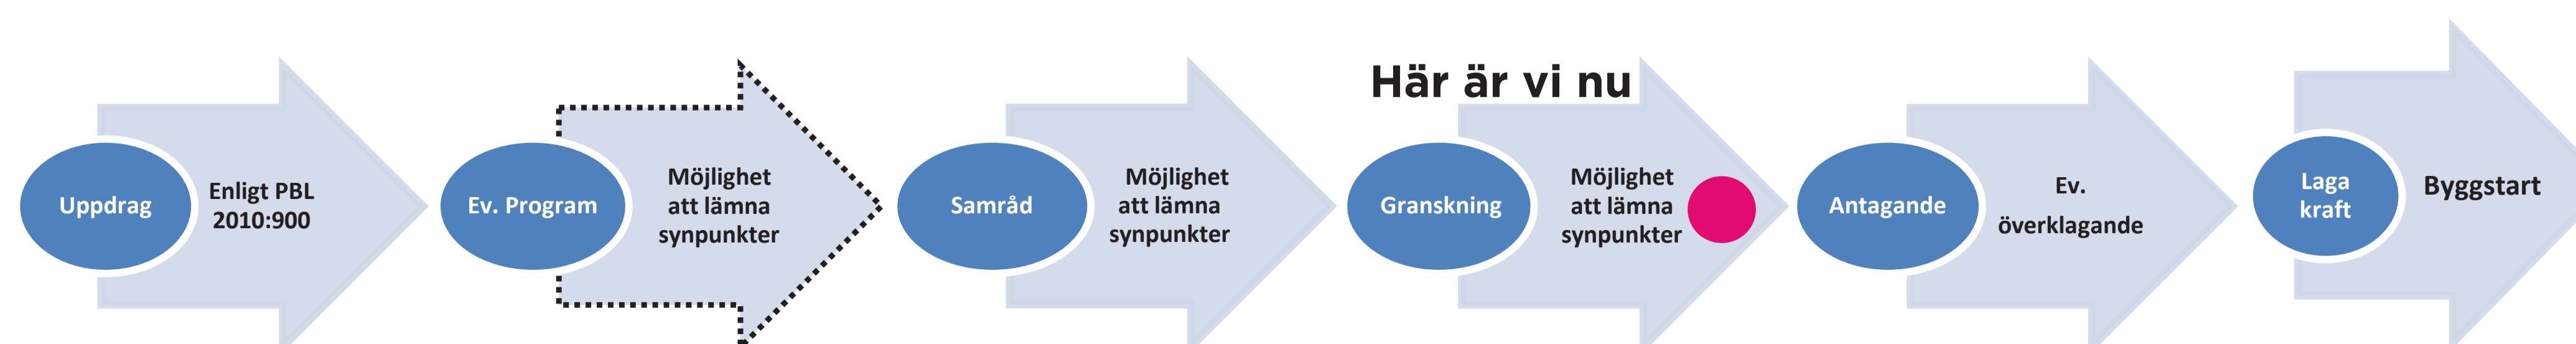 Här är vi nu
Uppdrag
Enligt PBL
2010:900
Ev. Program
Möjlighet
att lämna
synpunkter
Samråd
Möjlighet
att lämna
synpunkter
Granskning
Möjlighet
att lämna
synpunkter
Antagande
Ev.
överklagande
Laga
kraft
Byggstart